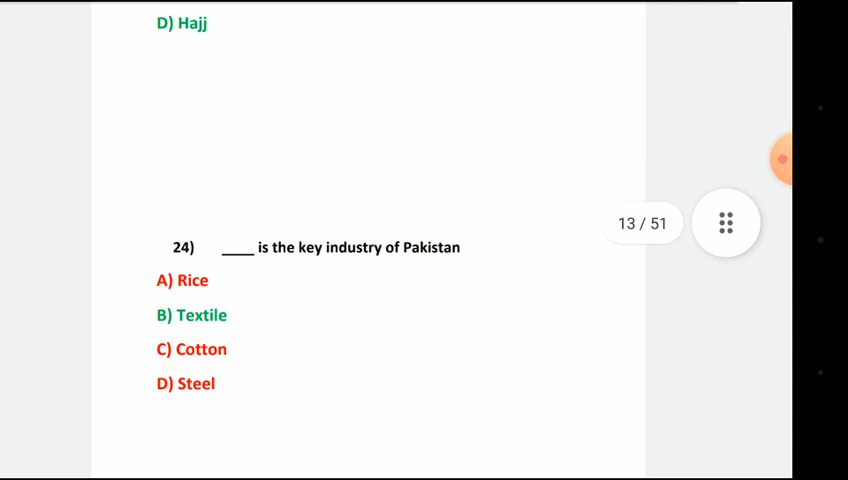 D) Hajj
24) ____ is the key industry of Pakistan
13 / 51
A) Rice
B) Textile
C) Cotton
D) Steel